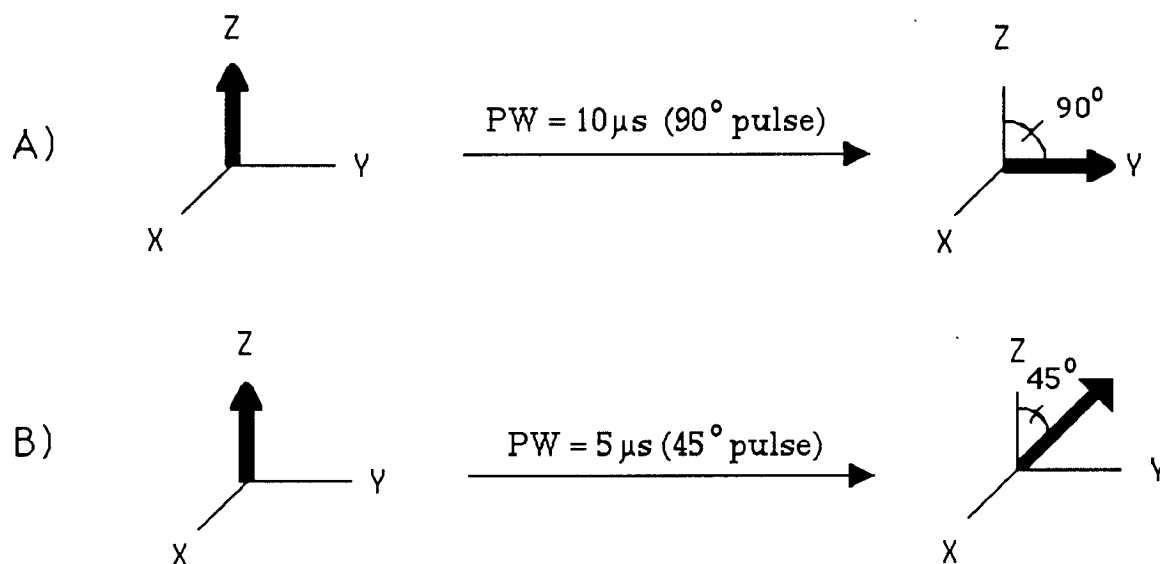 Z
Z
A)
PW = 10 µs (90° pulse)
90°
Y
Y
X
X
Z
Z
45°
B)
PW = 5 µs (45° pulse)
Y
Y
X
X